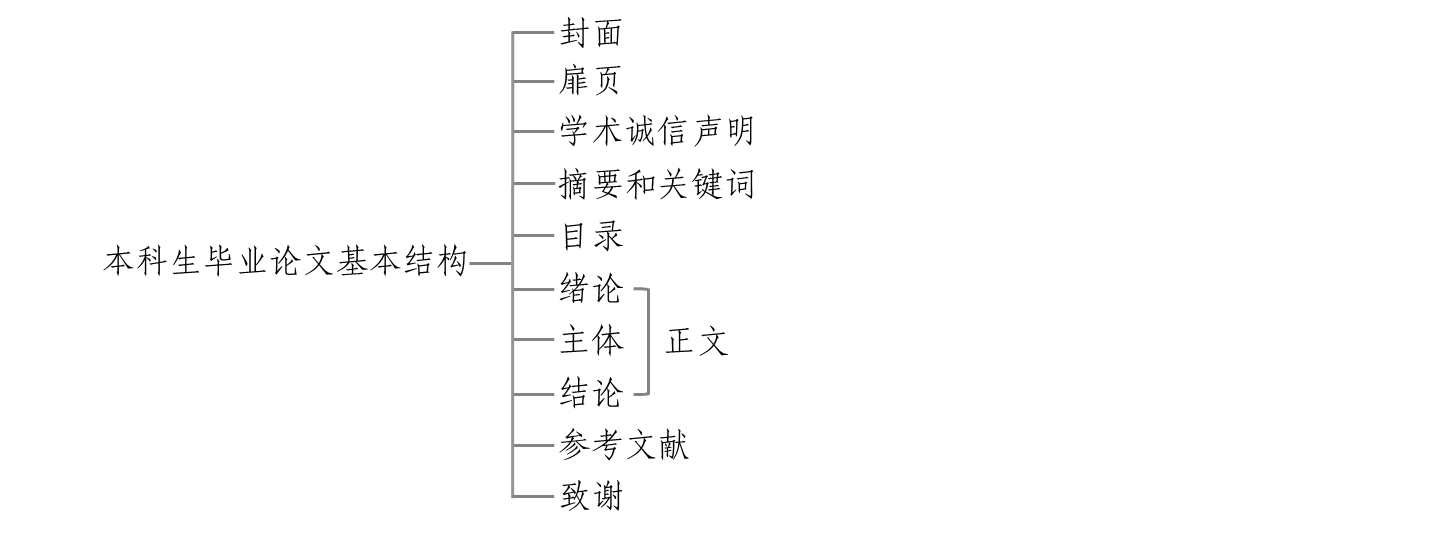 封面
扉页
学术诚信声明
摘要和关键词
目录
本科生毕业论文基本结构
绪论
主体
正文
结论
参考文献
致谢